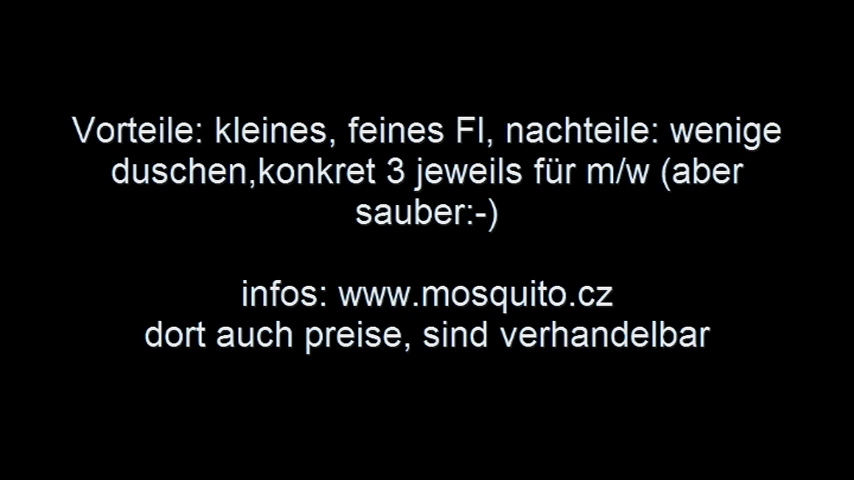 Vorteile: kleines, feines Fl, nachteile: wenige
duschen,konkret 3 jeweils für m/w (aber
sauber:-)
infos: www.mosquito.cz
dort auch preise, sind verhandelbar